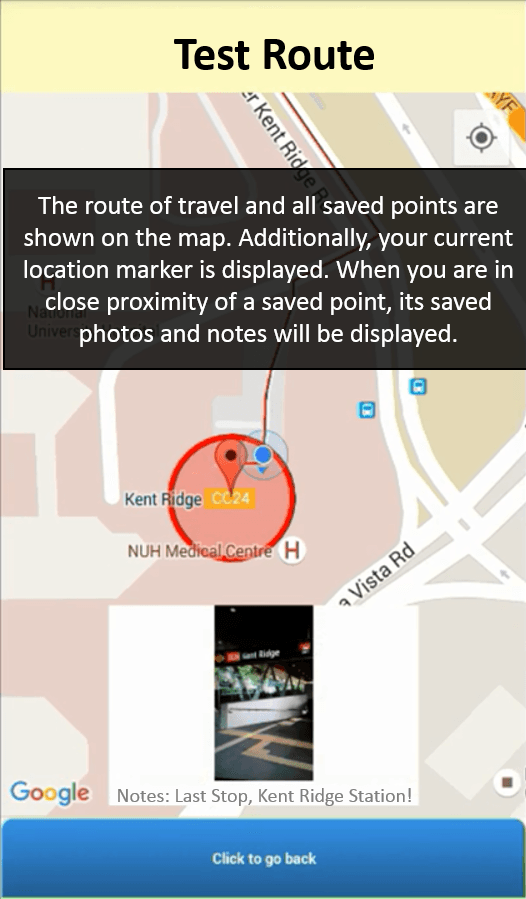 Test Route
er Kent Ridge R
AYE
The route of travel and all saved points are
shown on the map. Additionally, your current
location marker is displayed. When you are in
close proximity of a saved point, its saved
photos and notes will be displayed.
H
National
Univers
Kent Ridge CC24
NUH Medical Centre H
a Vista Rd
Kent Ridge
Google
Notes: Last Stop, Kent Ridge Station!
Click to go back